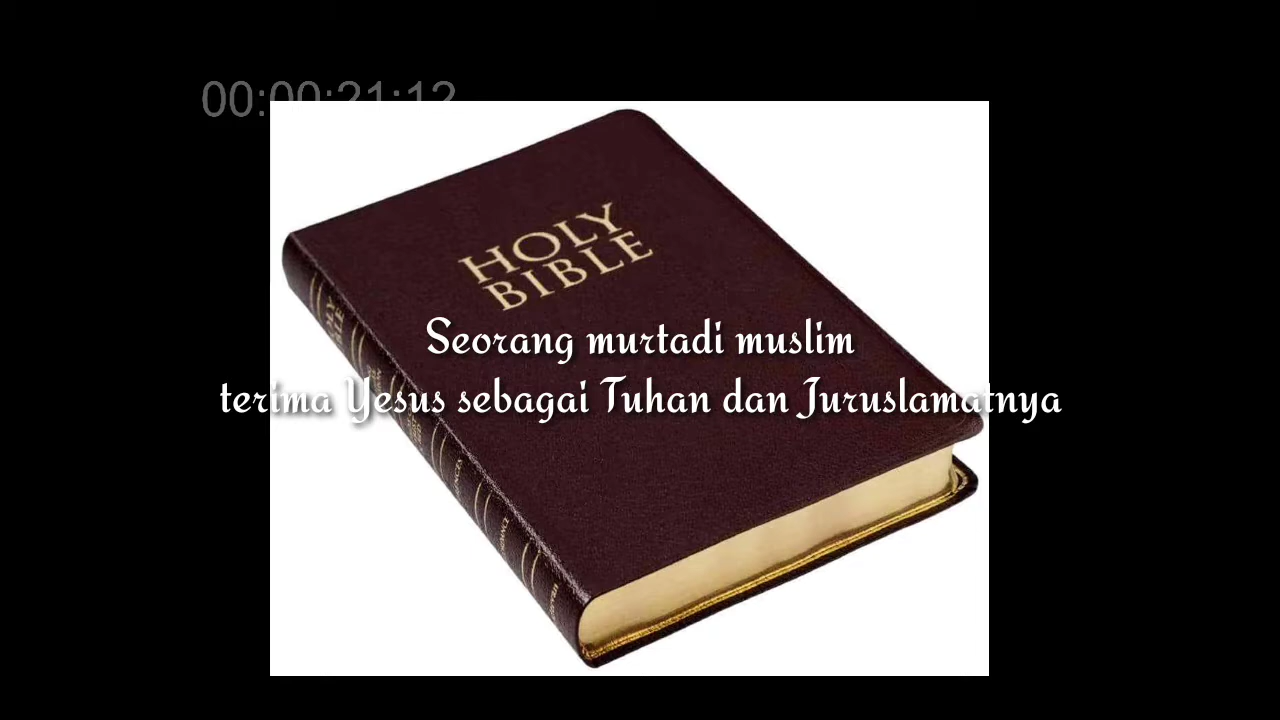 00:00:21:12
HOLY
BIBLE
Seorang murtadi muslim
terima Yesus sebagai Tuhan dan Juruslamatnya